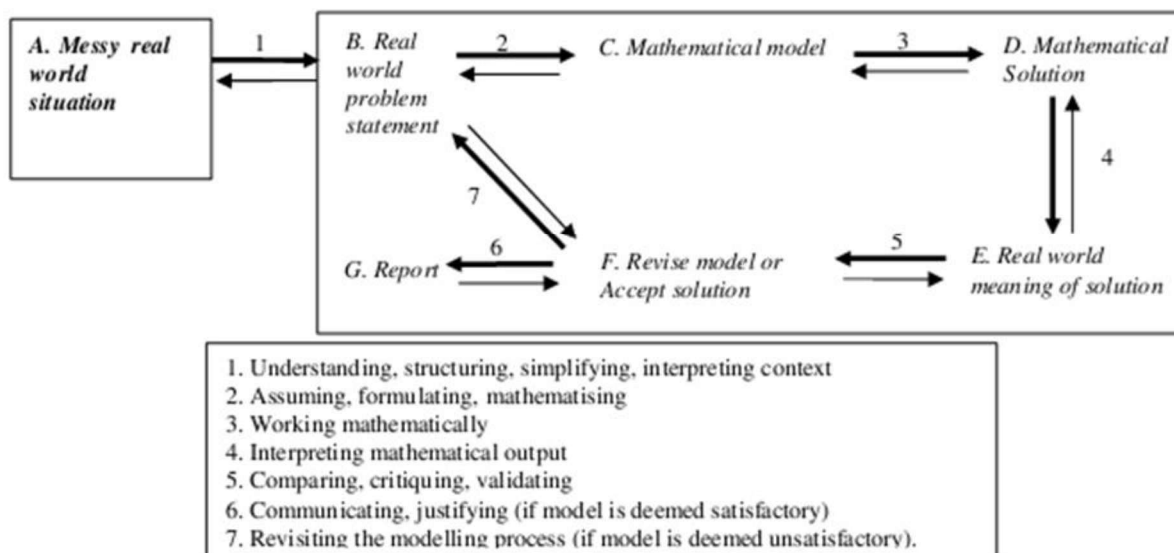 A. Messy real
world
situation
1
B. Real
world
problem
statement
2
C. Mathematical model
3
D. Mathematical
Solution
4
7
G. Report
6
F. Revise model or
Accept solution
5
E. Real world
meaning of solution
1. Understanding, structuring, simplifying, interpreting context
2. Assuming, formulating, mathematising
3. Working mathematically
4. Interpreting mathematical output
5. Comparing, critiquing, validating
6. Communicating, justifying (if model is deemed satisfactory)
7. Revisiting the modelling process (if model is deemed unsatisfactory).